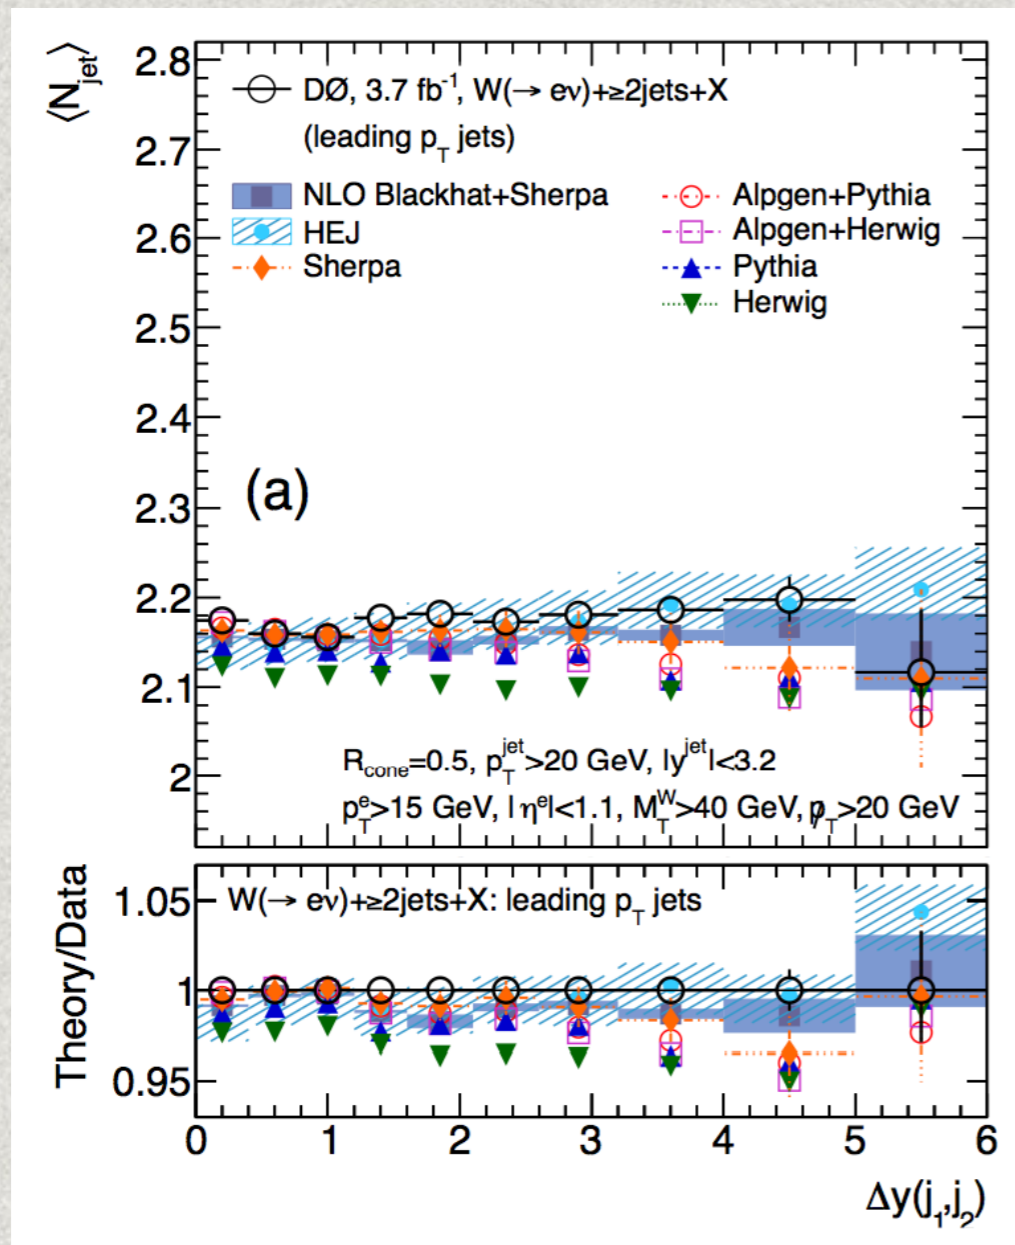 ⟨N_jet⟩
2.8
2.7
2.6
2.5
2.4
2.3
2.2
2.1
2
DØ, 3.7 fb⁻¹, W(→ eν)+≥2jets+X
(leading p_T jets)
NLO Blackhat+Sherpa
HEJ
Sherpa
Alpgen+Pythia
Alpgen+Herwig
Pythia
Herwig
(a)
R_cone=0.5, p_T^jet>20 GeV, |y^jet|<3.2
p_T^e>15 GeV, |η^e|<1.1, M_T^W>40 GeV, p̸_T>20 GeV
Theory/Data
1.05
1
0.95
W(→ eν)+≥2jets+X: leading p_T jets
0 1 2 3 4 5 6
Δy(j₁,j₂)